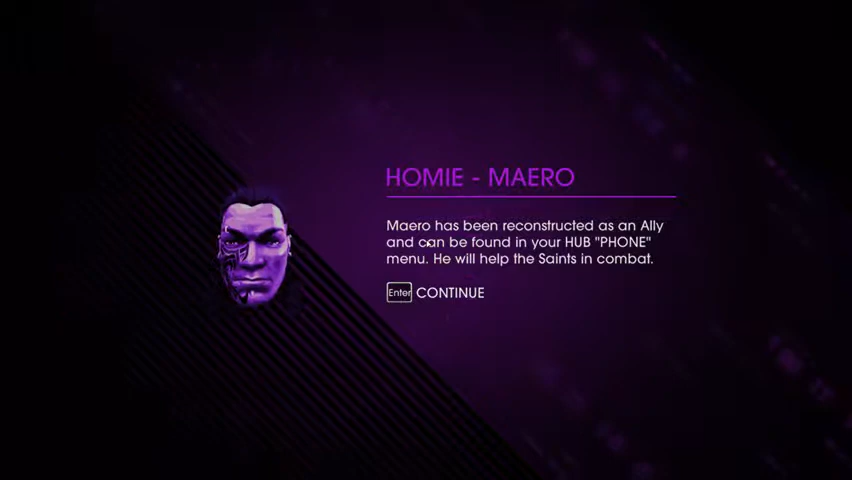 HOMIE - MAERO
Maero has been reconstructed as an Ally
and can be found in your HUB "PHONE"
menu. He will help the Saints in combat.
Enter CONTINUE